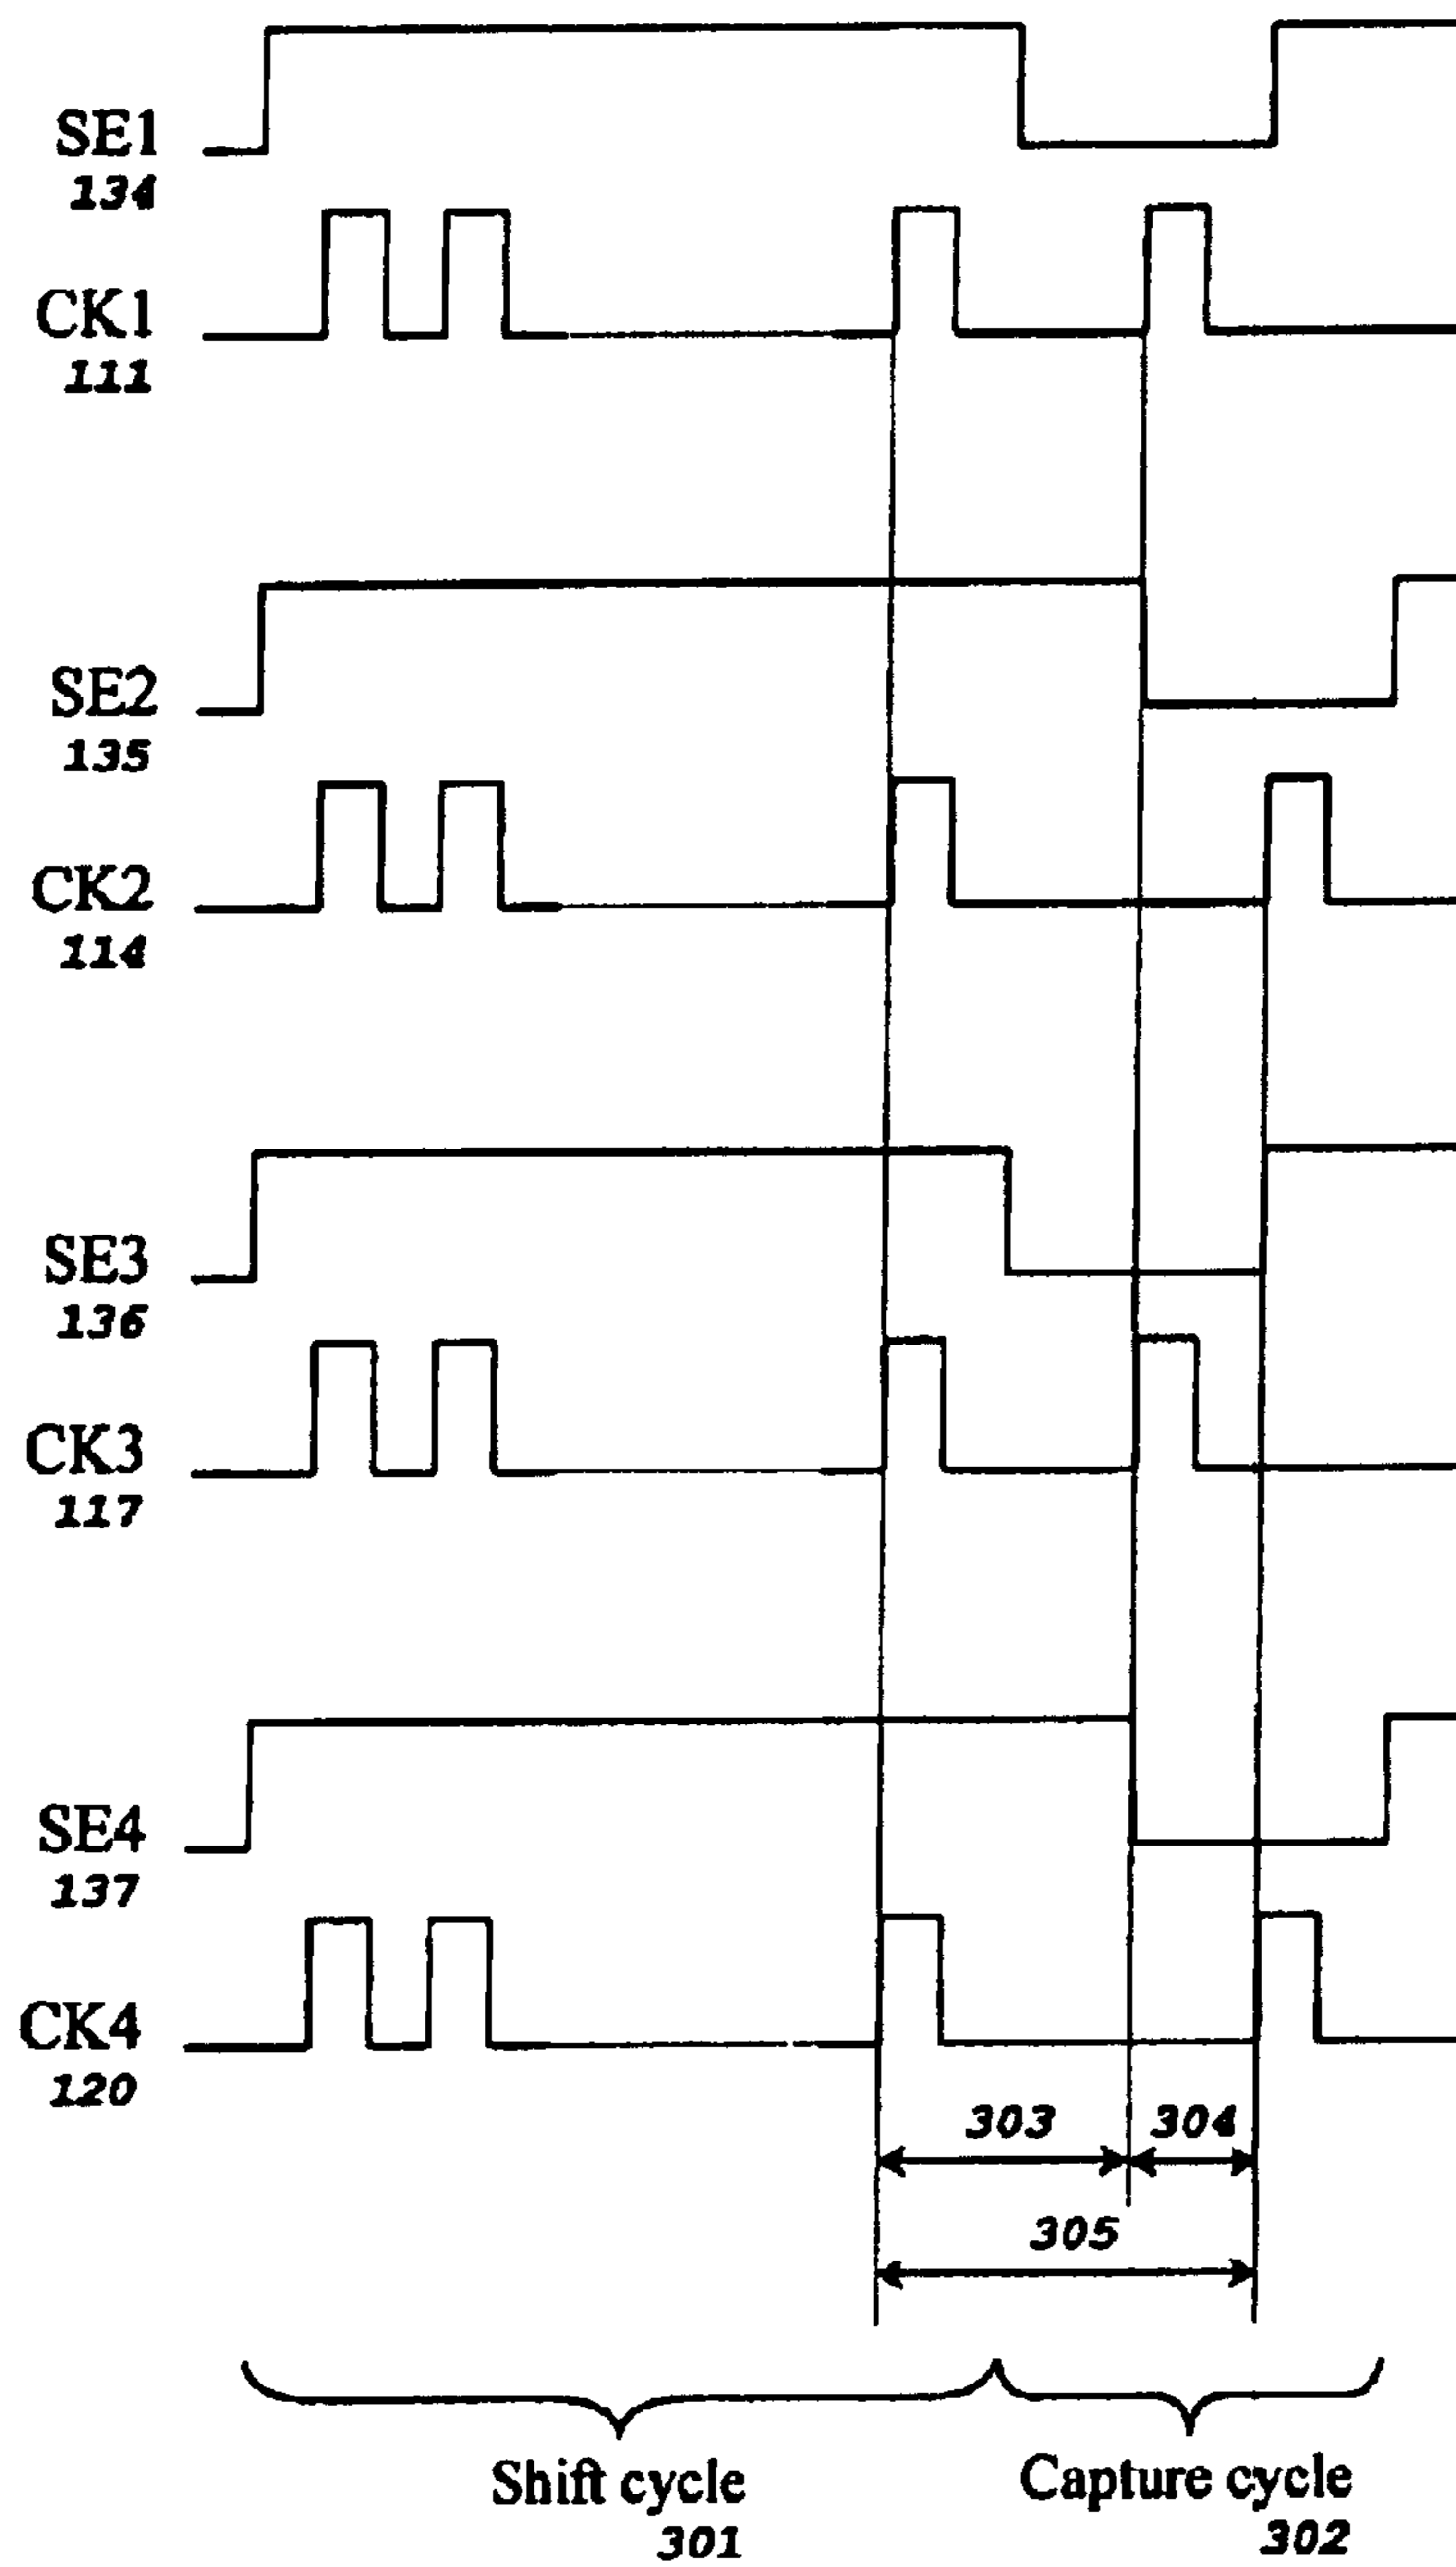 SE1
134
CK1
111
SE2
135
CK2
114
SE3
136
CK3
117
SE4
137
CK4
120
303
304
305
Shift cycle
301
Capture cycle
302